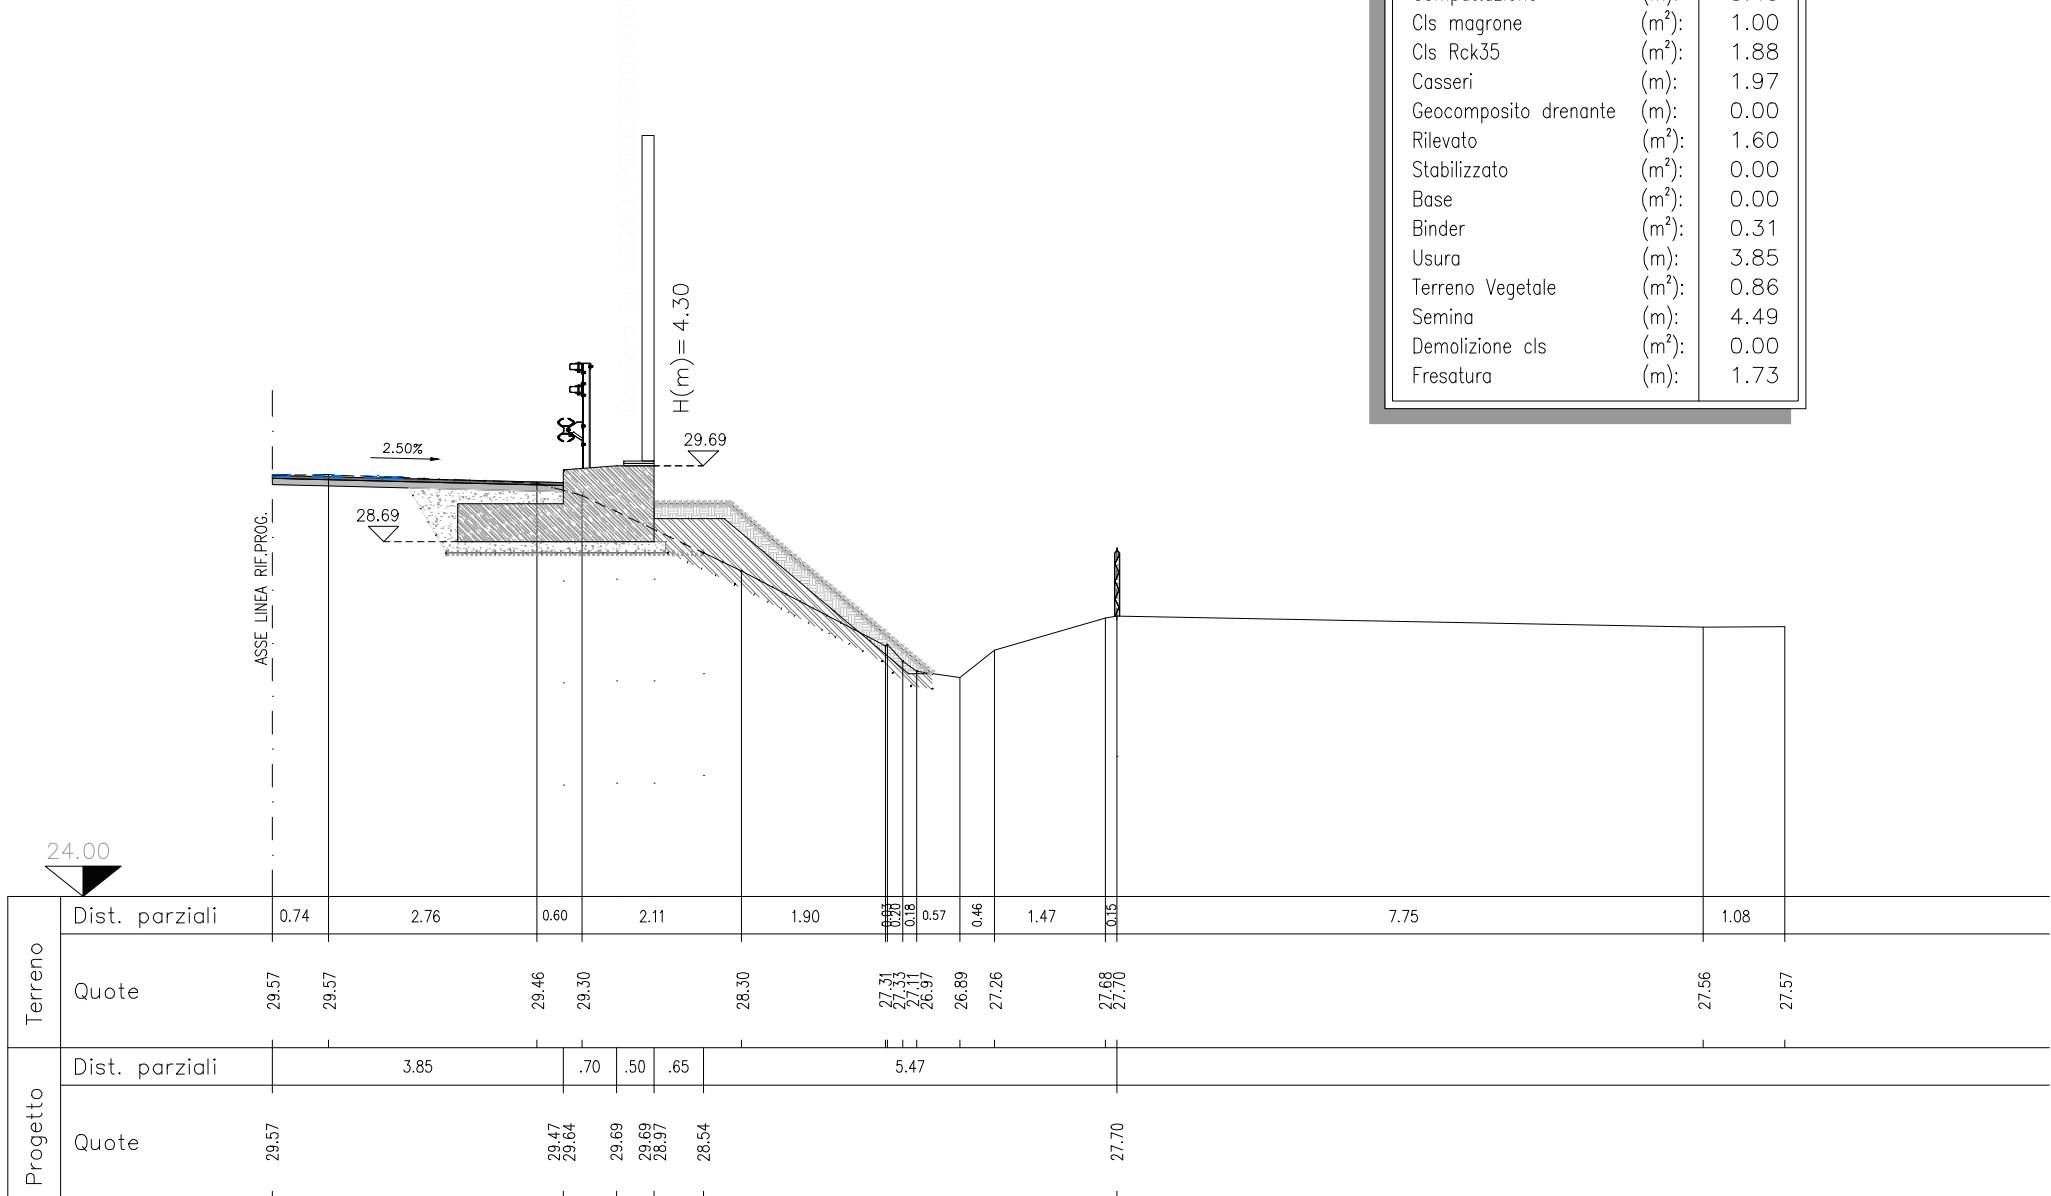 Cls magrone (m²): 1.00
Cls Rck35 (m²): 1.88
Casseri (m): 1.97
Geocomposito drenante (m): 0.00
Rilevato (m²): 1.60
Stabilizzato (m²): 0.00
Base (m²): 0.00
Binder (m²): 0.31
Usura (m): 3.85
Terreno Vegetale (m²): 0.86
Semina (m): 4.49
Demolizione cls (m²): 0.00
Fresatura (m): 1.73
H(m)= 4.30
2.50%
29.69
28.69
ASSE LINEA RIF.PROG.
24.00
Terreno
Dist. parziali 0.74 2.76 0.60 2.11 1.90 0.03 0.20 0.18 0.57 0.46 1.47 0.15 7.75 1.08
Quote 29.57 29.57 29.46 29.30 28.30 27.31 27.33 27.11 26.97 26.89 27.26 27.68 27.70 27.56 27.57
Progetto
Dist. parziali 3.85 .70 .50 .65 5.47
Quote 29.57 29.47 29.64 29.69 29.69 28.97 28.54 27.70